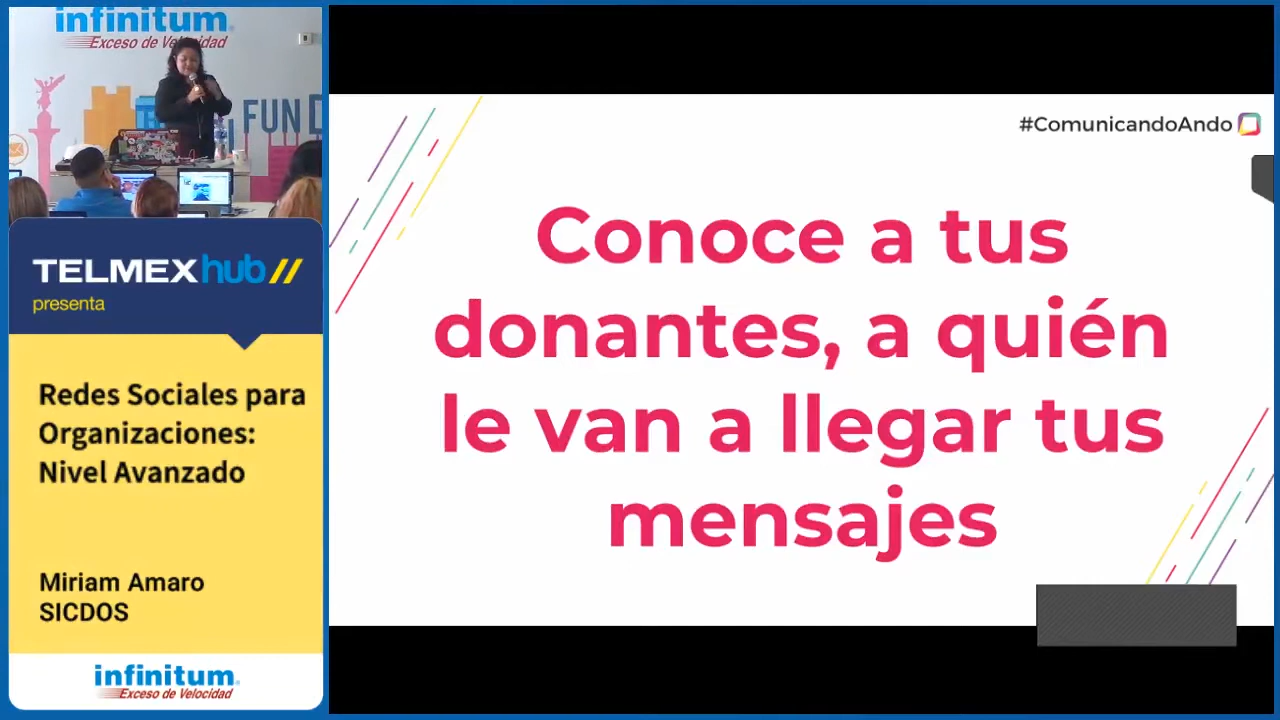 infinitum
Exceso de Velocidad
FUN
TELMEXhub//
presenta
Redes Sociales para
Organizaciones:
Nivel Avanzado
Miriam Amaro
SICDOS
infinitum
Exceso de Velocidad
#ComunicandoAndo
Conoce a tus
donantes, a quién
le van a llegar tus
mensajes